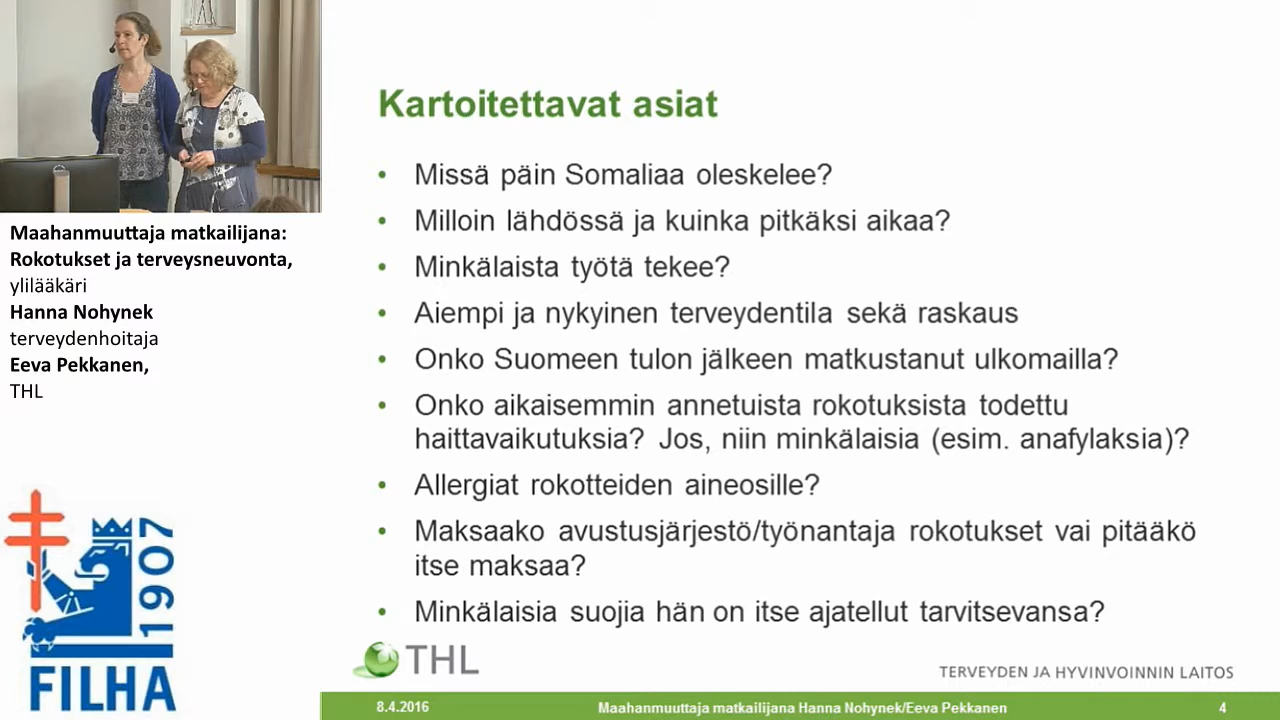 Maahanmuuttaja matkailijana:
Rokotukset ja terveysneuvonta,
ylilääkäri
Hanna Nohynek
terveydenhoitaja
Eeva Pekkanen,
THL
1907
FILHA
Kartoitettavat asiat
• Missä päin Somaliaa oleskelee?
• Milloin lähdössä ja kuinka pitkäksi aikaa?
• Minkälaista työtä tekee?
• Aiempi ja nykyinen terveydentila sekä raskaus
• Onko Suomeen tulon jälkeen matkustanut ulkomailla?
• Onko aikaisemmin annetuista rokotuksista todettu
haittavaikutuksia? Jos, niin minkälaisia (esim. anafylaksia)?
• Allergiat rokotteiden aineosille?
• Maksaako avustusjärjestö/työnantaja rokotukset vai pitääkö
itse maksaa?
• Minkälaisia suojia hän on itse ajatellut tarvitsevansa?
THL
TERVEYDEN JA HYVINVOINNIN LAITOS
8.4.2016
Maahanmuuttaja matkailijana Hanna Nohynek/Eeva Pekkanen
4